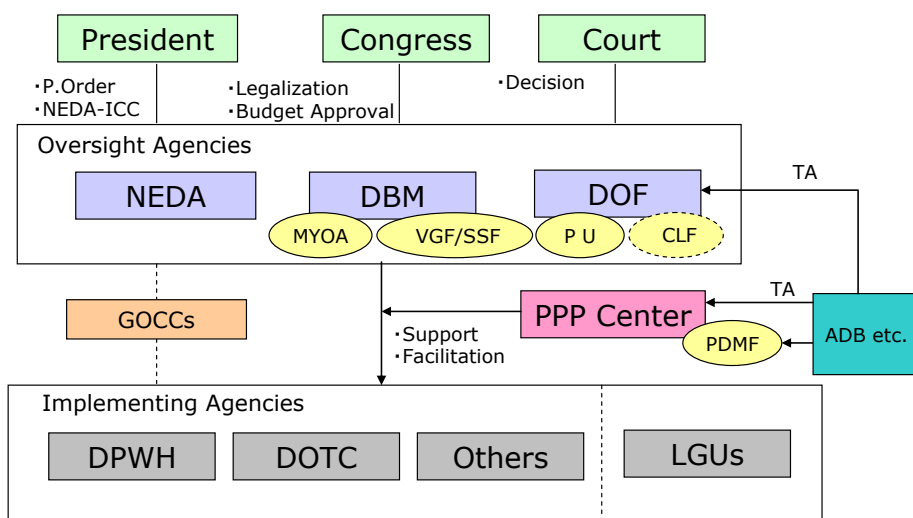 President
Congress
Court
・P.Order
・NEDA-ICC
・Legalization
・Budget Approval
・Decision
Oversight Agencies
NEDA
DBM
DOF
MYOA
VGF/SSF
P U
CLF
TA
GOCCs
PPP Center
TA
ADB etc.
PDMF
・Support
・Facilitation
Implementing Agencies
DPWH
DOTC
Others
LGUs